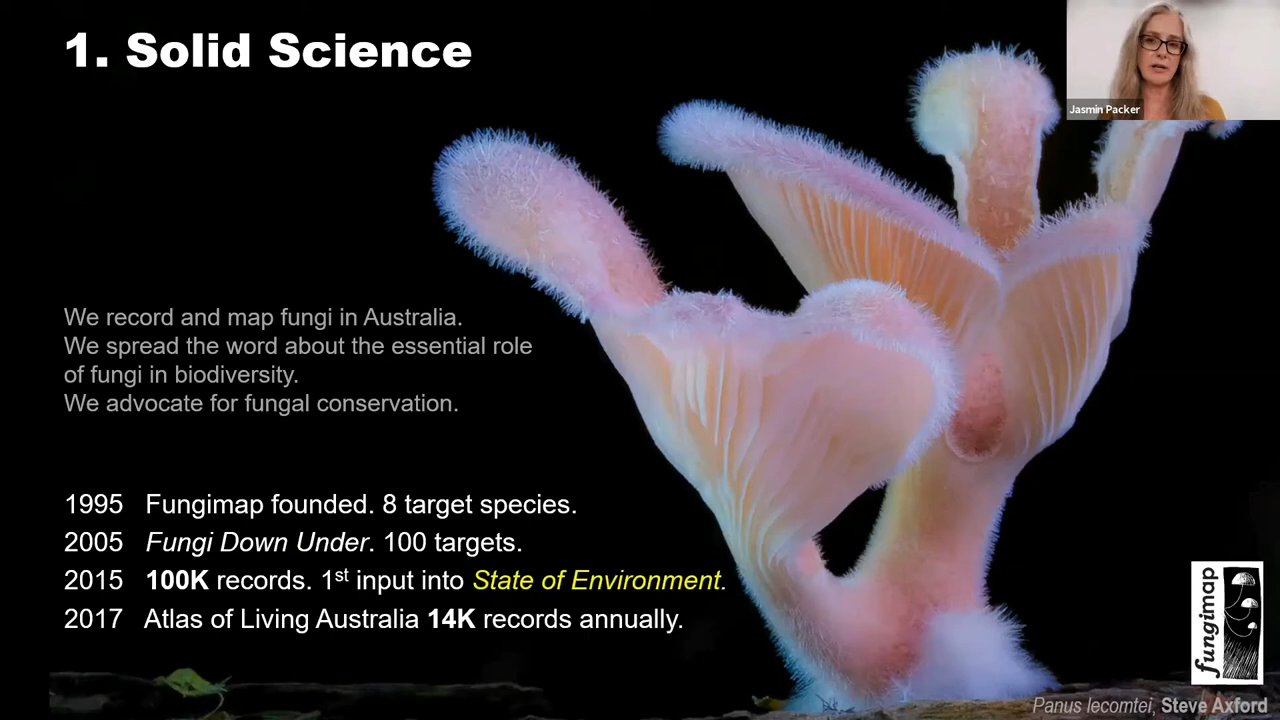 1. Solid Science
Jasmin Packer
We record and map fungi in Australia.
We spread the word about the essential role
of fungi in biodiversity.
We advocate for fungal conservation.
1995 Fungimap founded. 8 target species.
2005 Fungi Down Under. 100 targets.
2015 100K records. 1st input into State of Environment.
2017 Atlas of Living Australia 14K records annually.
fungimap
Panus lecomtei, Steve Axford